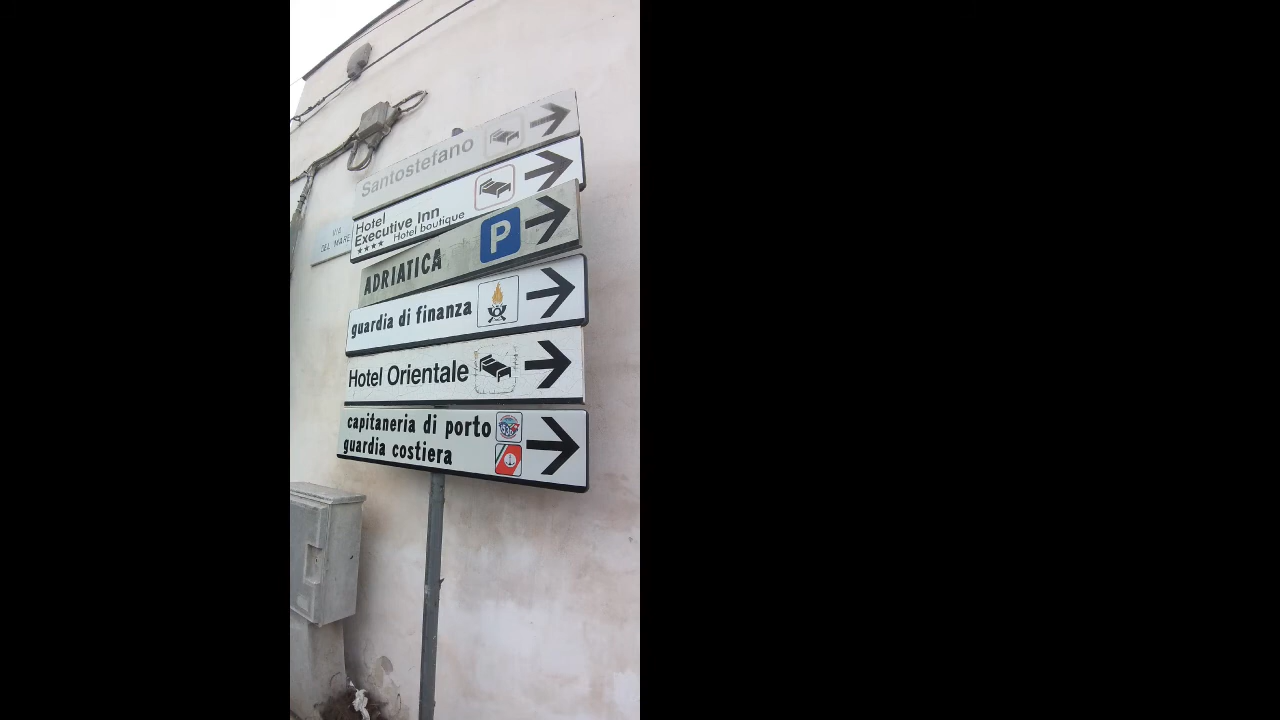 Santostefano
Hotel
Executive Inn
**** Hotel boutique
VIA
DEL MARE
ADRIATICA P
guardia di finanza
Hotel Orientale
capitaneria di porto
guardia costiera